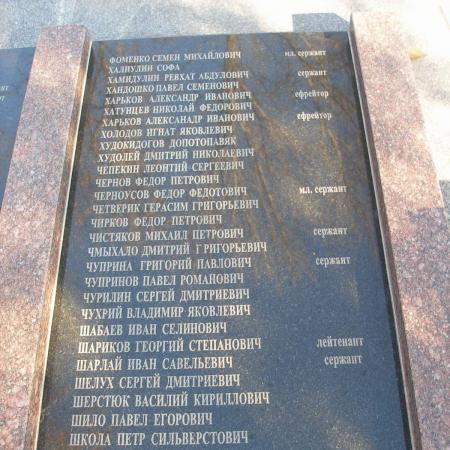 ФОМЕНКО СЕМЕН МИХАЙЛОВИЧ мл. сержант
ХАЛИУЛИН СОФА
ХАМИДУЛИН РЕВХАТ АБДУЛОВИЧ сержант
ХАНДОШКО ПАВЕЛ СЕМЕНОВИЧ
ХАРЬКОВ АЛЕКСАНДР ИВАНОВИЧ ефрейтор
ХАТУНЦЕВ НИКОЛАЙ ФЕДОРОВИЧ
ХАРЬКОВ АЛЕКСАНДР ИВАНОВИЧ ефрейтор
ХОЛОДОВ ИГНАТ ЯКОВЛЕВИЧ
ХУДОКИДОГОВ ДОПОТОПАВЯК
ХУДОЛЕЙ ДМИТРИЙ НИКОЛАЕВИЧ
ЧЕПЕКИН ЛЕОНТИЙ СЕРГЕЕВИЧ
ЧЕРНОВ ФЕДОР ПЕТРОВИЧ
ЧЕРНОУСОВ ФЕДОР ФЕДОТОВИЧ мл. сержант
ЧЕТВЕРИК ГЕРАСИМ ГРИГОРЬЕВИЧ
ЧИРКОВ ФЕДОР ПЕТРОВИЧ
ЧИСТЯКОВ МИХАИЛ ПЕТРОВИЧ сержант
ЧМЫХАЛО ДМИТРИЙ ГРИГОРЬЕВИЧ
ЧУПРИНА ГРИГОРИЙ ПАВЛОВИЧ сержант
ЧУПРИНОВ ПАВЕЛ РОМАНОВИЧ
ЧУРИЛИН СЕРГЕЙ ДМИТРИЕВИЧ
ЧУХРИЙ ВЛАДИМИР ЯКОВЛЕВИЧ
ШАБАЕВ ИВАН СЕЛИНОВИЧ
ШАРИКОВ ГЕОРГИЙ СТЕПАНОВИЧ лейтенант
ШАРЛАЙ ИВАН САВЕЛЬЕВИЧ сержант
ШЕЛУХ СЕРГЕЙ ДМИТРИЕВИЧ
ШЕРСТЮК ВАСИЛИЙ КИРИЛЛОВИЧ
ШИЛО ПАВЕЛ ЕГОРОВИЧ
ШКОЛА ПЕТР СИЛЬВЕРСТОВИЧ